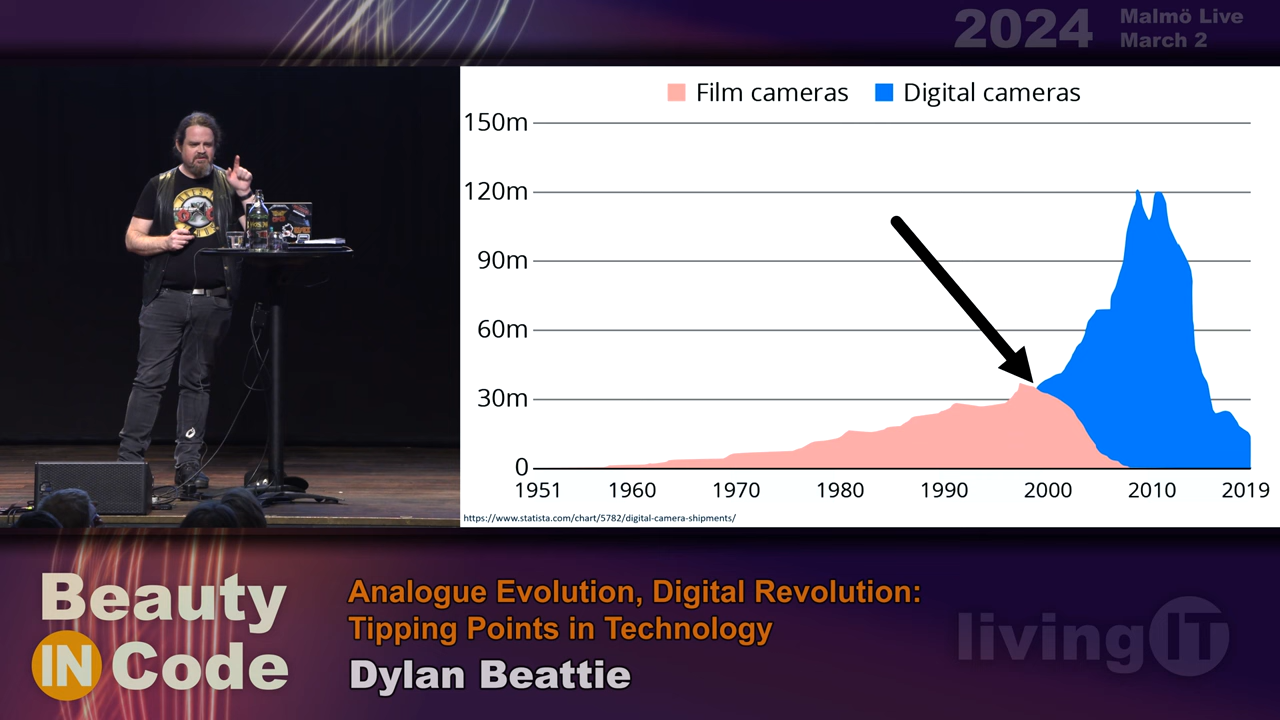 2024
Malmö Live
March 2
Film cameras
Digital cameras
150m
120m
90m
60m
30m
0
1951
1960
1970
1980
1990
2000
2010
2019
https://www.statista.com/chart/5782/digital-camera-shipments/
Beauty
IN Code
Analogue Evolution, Digital Revolution:
Tipping Points in Technology
Dylan Beattie
livingIT